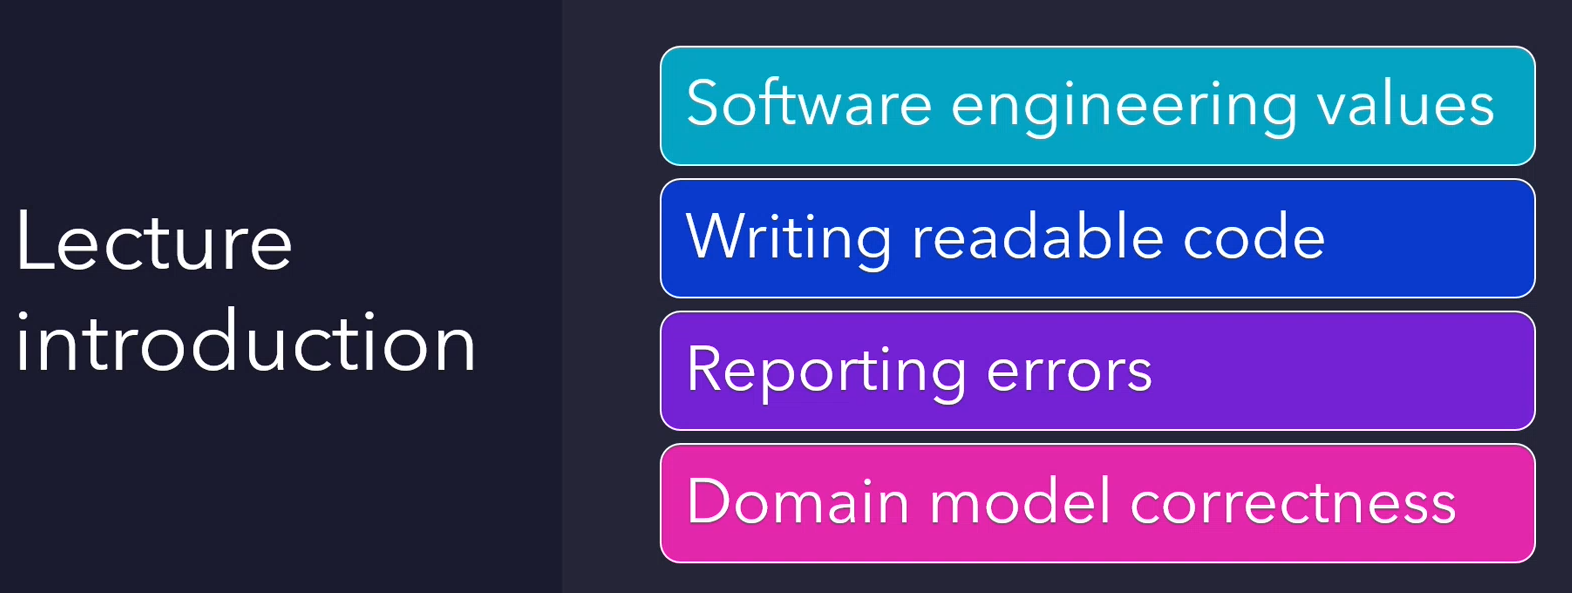 Lecture
introduction
Software engineering values
Writing readable code
Reporting errors
Domain model correctness